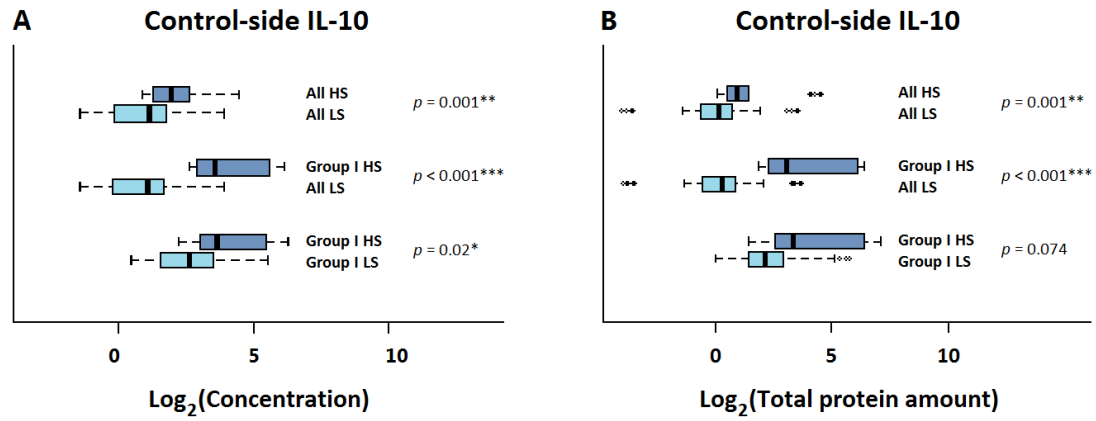 A Control-side IL-10
All HS
All LS
p = 0.001**
Group I HS
All LS
p < 0.001***
Group I HS
Group I LS
p = 0.02*
0 5 10
Log₂(Concentration)
B Control-side IL-10
All HS
All LS
p = 0.001**
Group I HS
All LS
p < 0.001***
Group I HS
Group I LS
p = 0.074
0 5 10
Log₂(Total protein amount)